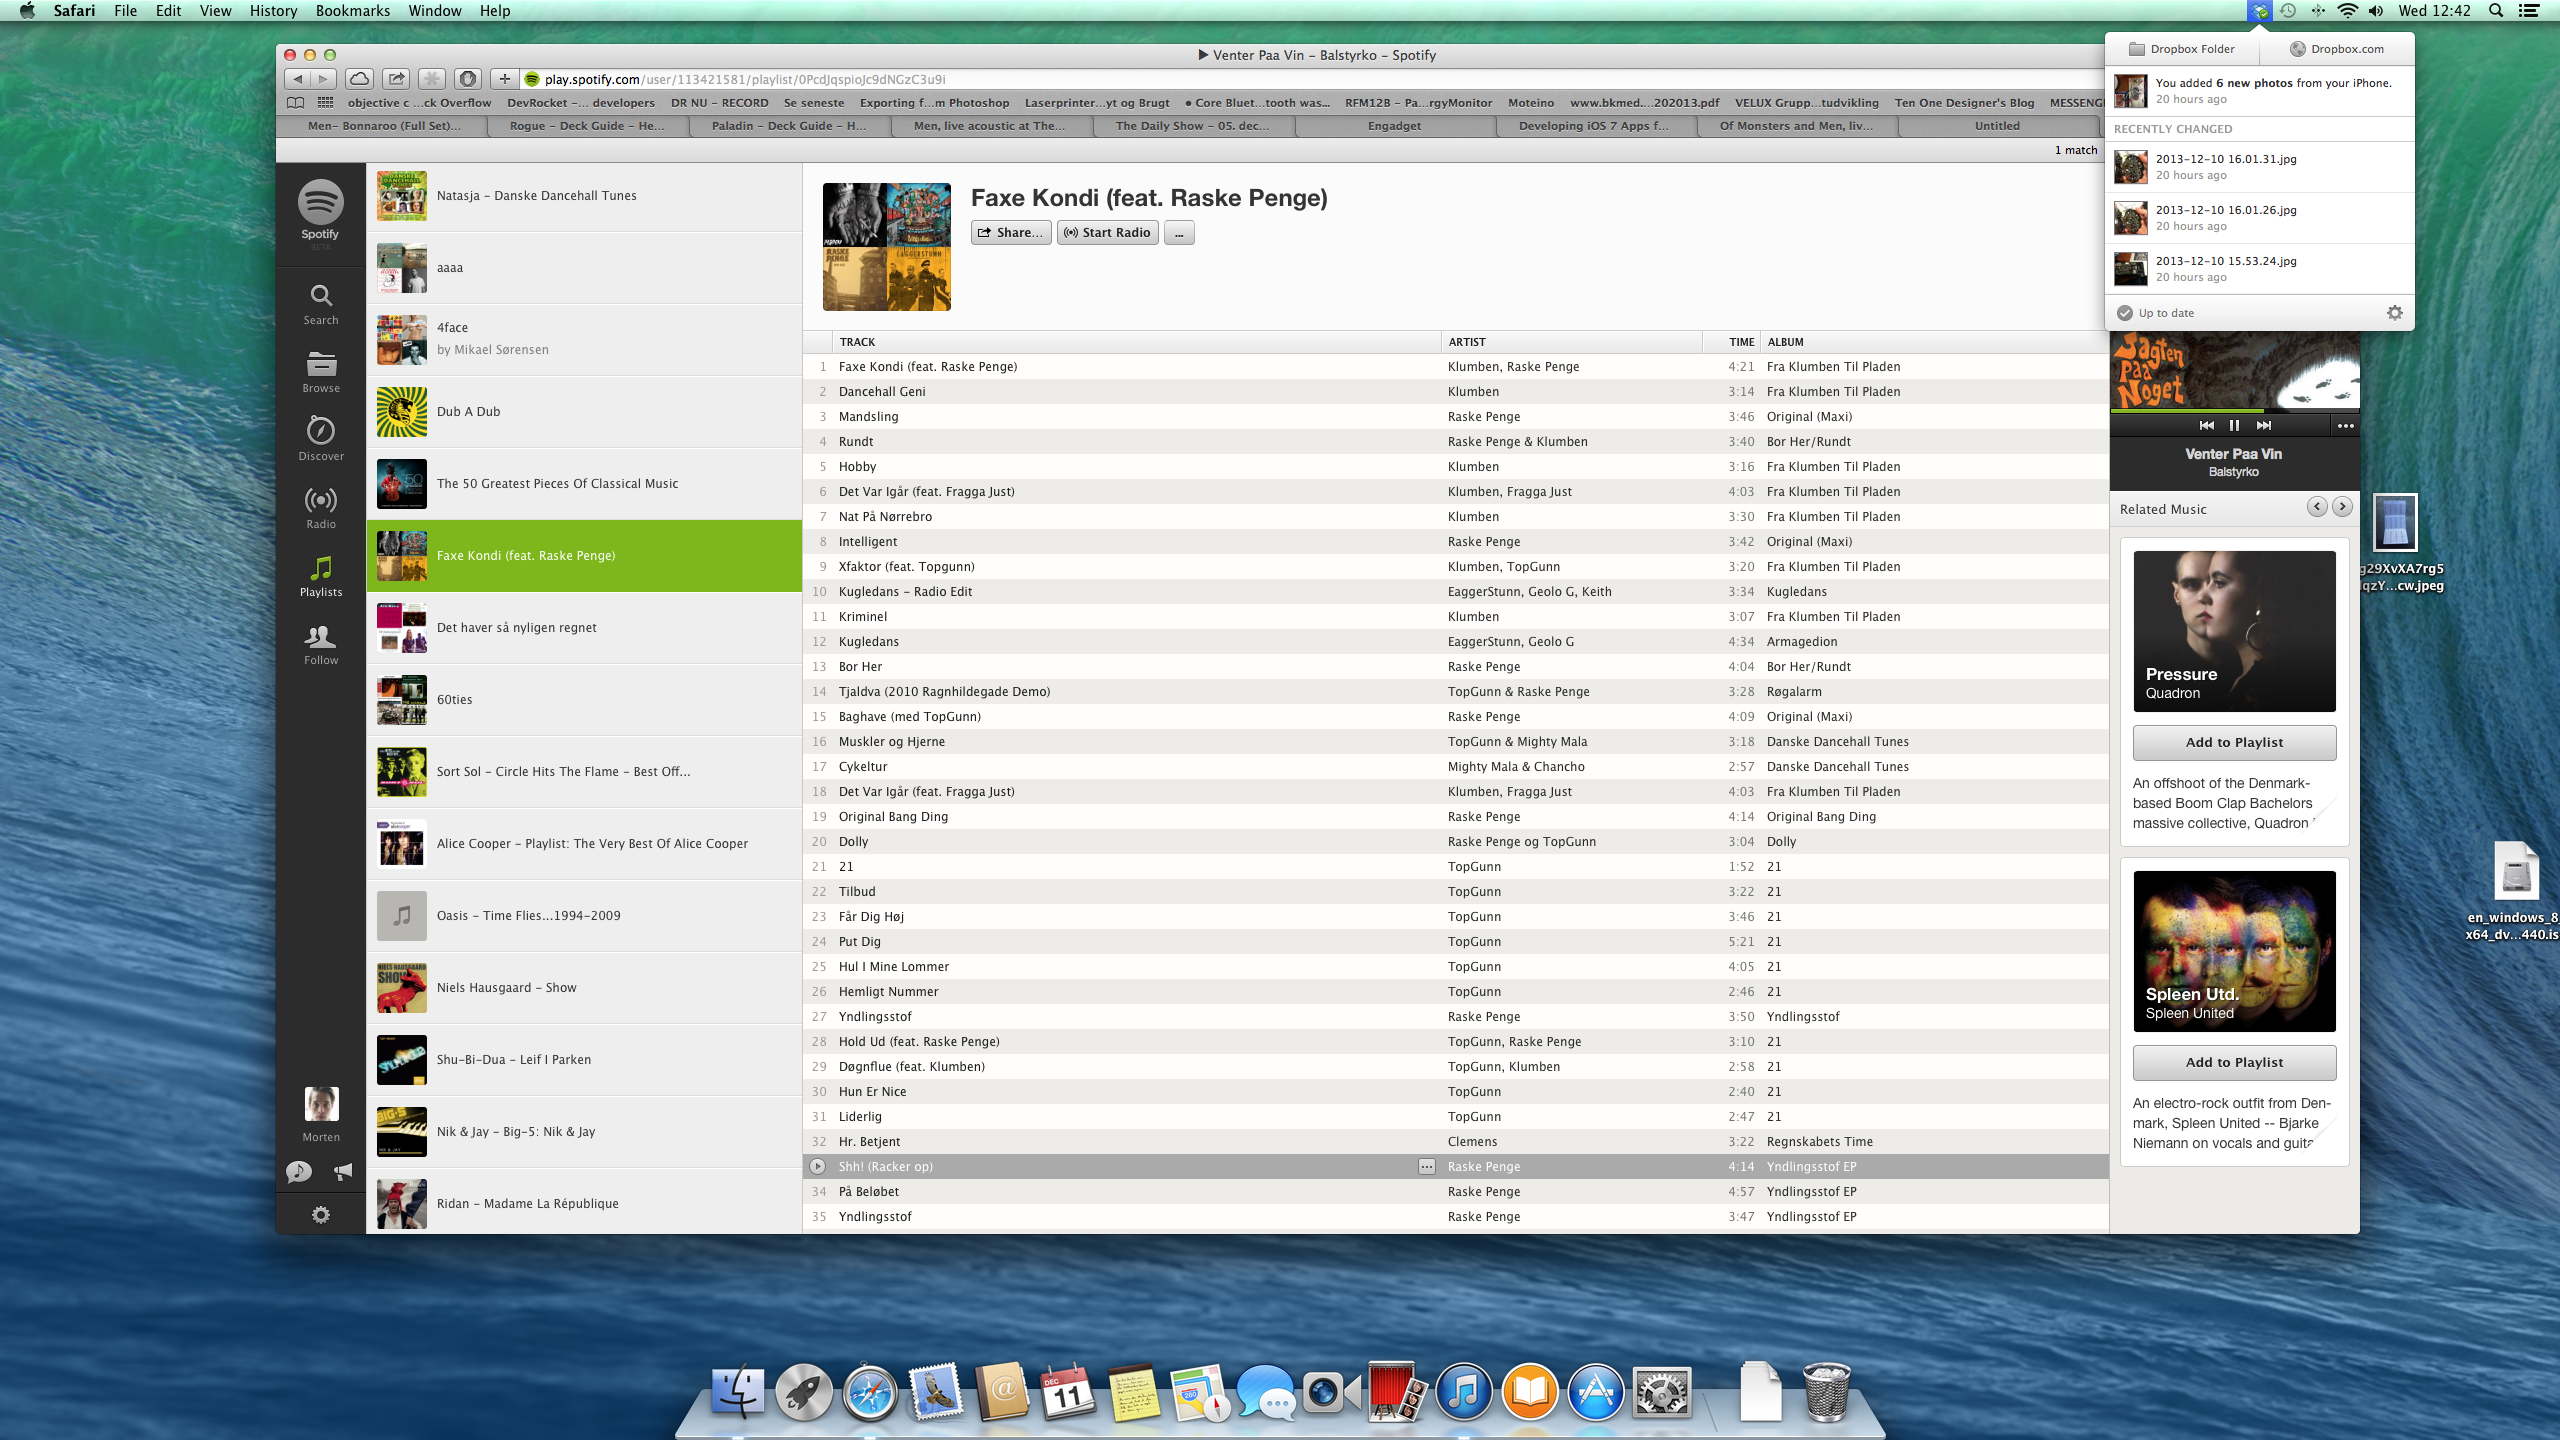 Safari File Edit View History Bookmarks Window Help
Wed 12:42
Venter Paa Vin – Balstyrko – Spotify
play.spotify.com/user/113421581/playlist/0PcdJqspioJc9dNGzC3u9i
objective c ...ck Overflow DevRocket –... developers DR NU – RECORD Se seneste Exporting f...m Photoshop Laserprinter...yt og Brugt Core Bluet...tooth was... RFM12B – Pa...rgyMonitor Moteino www.bkmed....202013.pdf VELUX Grupp...tudvikling Ten One Designer's Blog MESSENG
Men– Bonnaroo (Full Set)... Rogue – Deck Guide – He... Paladin – Deck Guide – H... Men, live acoustic at The... The Daily Show – 05. dec... Engadget Developing iOS 7 Apps f... Of Monsters and Men, liv... Untitled
1 match
Dropbox Folder Dropbox.com
You added 6 new photos from your iPhone.
20 hours ago
RECENTLY CHANGED
2013-12-10 16.01.31.jpg
20 hours ago
2013-12-10 16.01.26.jpg
20 hours ago
2013-12-10 15.53.24.jpg
20 hours ago
Up to date
Spotify
BETA
Search
Browse
Discover
Radio
Playlists
Follow
Morten
Natasja – Danske Dancehall Tunes
aaaa
4face
by Mikael Sørensen
Dub A Dub
The 50 Greatest Pieces Of Classical Music
Faxe Kondi (feat. Raske Penge)
Det haver så nyligen regnet
60ties
Sort Sol – Circle Hits The Flame – Best Off...
Alice Cooper – Playlist: The Very Best Of Alice Cooper
Oasis – Time Flies...1994–2009
Niels Hausgaard – Show
Shu-Bi-Dua – Leif I Parken
Nik & Jay – Big-5: Nik & Jay
Ridan – Madame La République
Faxe Kondi (feat. Raske Penge)
Share... Start Radio ...
TRACK ARTIST TIME ALBUM
1 Faxe Kondi (feat. Raske Penge) Klumben, Raske Penge 4:21 Fra Klumben Til Pladen
2 Dancehall Geni Klumben 3:14 Fra Klumben Til Pladen
3 Mandsling Raske Penge 3:46 Original (Maxi)
4 Rundt Raske Penge & Klumben 3:40 Bor Her/Rundt
5 Hobby Klumben 3:16 Fra Klumben Til Pladen
6 Det Var Igår (feat. Fragga Just) Klumben, Fragga Just 4:03 Fra Klumben Til Pladen
7 Nat På Nørrebro Klumben 3:30 Fra Klumben Til Pladen
8 Intelligent Raske Penge 3:42 Original (Maxi)
9 Xfaktor (feat. Topgunn) Klumben, TopGunn 3:20 Fra Klumben Til Pladen
10 Kugledans – Radio Edit EaggerStunn, Geolo G, Keith 3:34 Kugledans
11 Kriminel Klumben 3:07 Fra Klumben Til Pladen
12 Kugledans EaggerStunn, Geolo G 4:34 Armagedion
13 Bor Her Raske Penge 4:04 Bor Her/Rundt
14 Tjaldva (2010 Ragnhildegade Demo) TopGunn & Raske Penge 3:28 Røgalarm
15 Baghave (med TopGunn) Raske Penge 4:09 Original (Maxi)
16 Muskler og Hjerne TopGunn & Mighty Mala 3:18 Danske Dancehall Tunes
17 Cykeltur Mighty Mala & Chancho 2:57 Danske Dancehall Tunes
18 Det Var Igår (feat. Fragga Just) Klumben, Fragga Just 4:03 Fra Klumben Til Pladen
19 Original Bang Ding Raske Penge 4:14 Original Bang Ding
20 Dolly Raske Penge og TopGunn 3:04 Dolly
21 21 TopGunn 1:52 21
22 Tilbud TopGunn 3:22 21
23 Får Dig Høj TopGunn 3:46 21
24 Put Dig TopGunn 5:21 21
25 Hul I Mine Lommer TopGunn 4:05 21
26 Hemligt Nummer TopGunn 2:46 21
27 Yndlingsstof Raske Penge 3:50 Yndlingsstof
28 Hold Ud (feat. Raske Penge) TopGunn, Raske Penge 3:10 21
29 Døgnflue (feat. Klumben) TopGunn, Klumben 2:58 21
30 Hun Er Nice TopGunn 2:40 21
31 Liderlig TopGunn 2:47 21
32 Hr. Betjent Clemens 3:22 Regnskabets Time
Shh! (Racker op) Raske Penge 4:14 Yndlingsstof EP
34 På Beløbet Raske Penge 4:57 Yndlingsstof EP
35 Yndlingsstof Raske Penge 3:47 Yndlingsstof EP
Jagten
Paa
Noget
Venter Paa Vin
Balstyrko
Related Music
Pressure
Quadron
Add to Playlist
An offshoot of the Denmark-
based Boom Clap Bachelors
massive collective, Quadron
Spleen Utd.
Spleen United
Add to Playlist
An electro-rock outfit from Den-
mark, Spleen United -- Bjarke
Niemann on vocals and guita
g29XvXA7rg5
lqzY...cw.jpeg
en_windows_8_
x64_dv...440.is
DEC
11